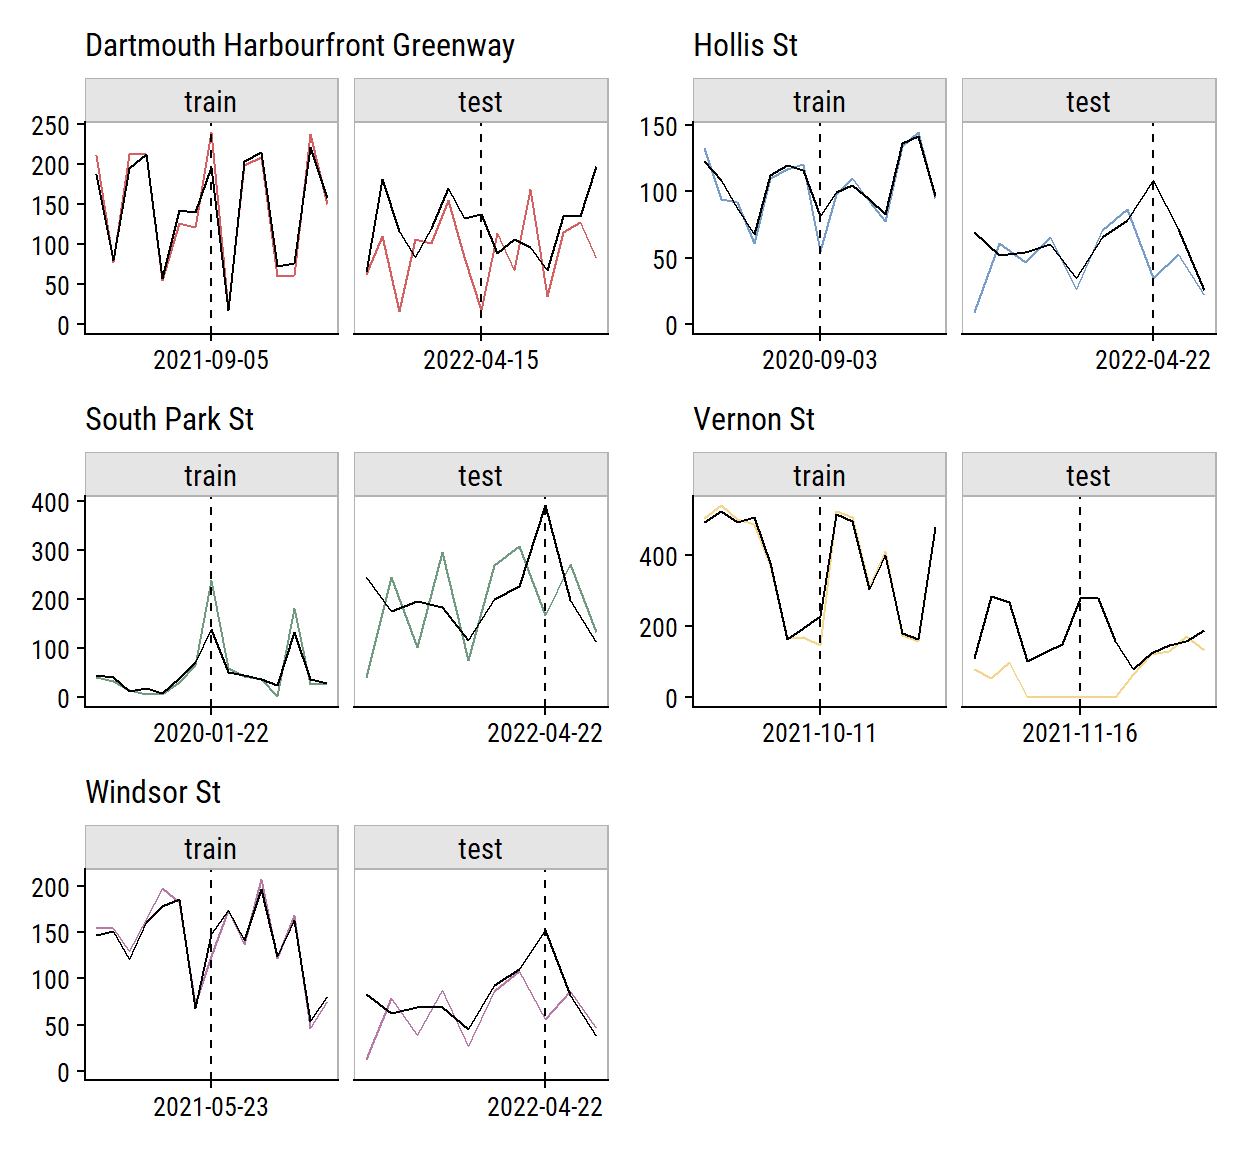 Dartmouth Harbourfront Greenway
train
test
250
200
150
100
50
0
2021-09-05
2022-04-15
Hollis St
train
test
150
100
50
0
2020-09-03
2022-04-22
South Park St
train
test
400
300
200
100
0
2020-01-22
2022-04-22
Vernon St
train
test
400
200
0
2021-10-11
2021-11-16
Windsor St
train
test
200
150
100
50
0
2021-05-23
2022-04-22